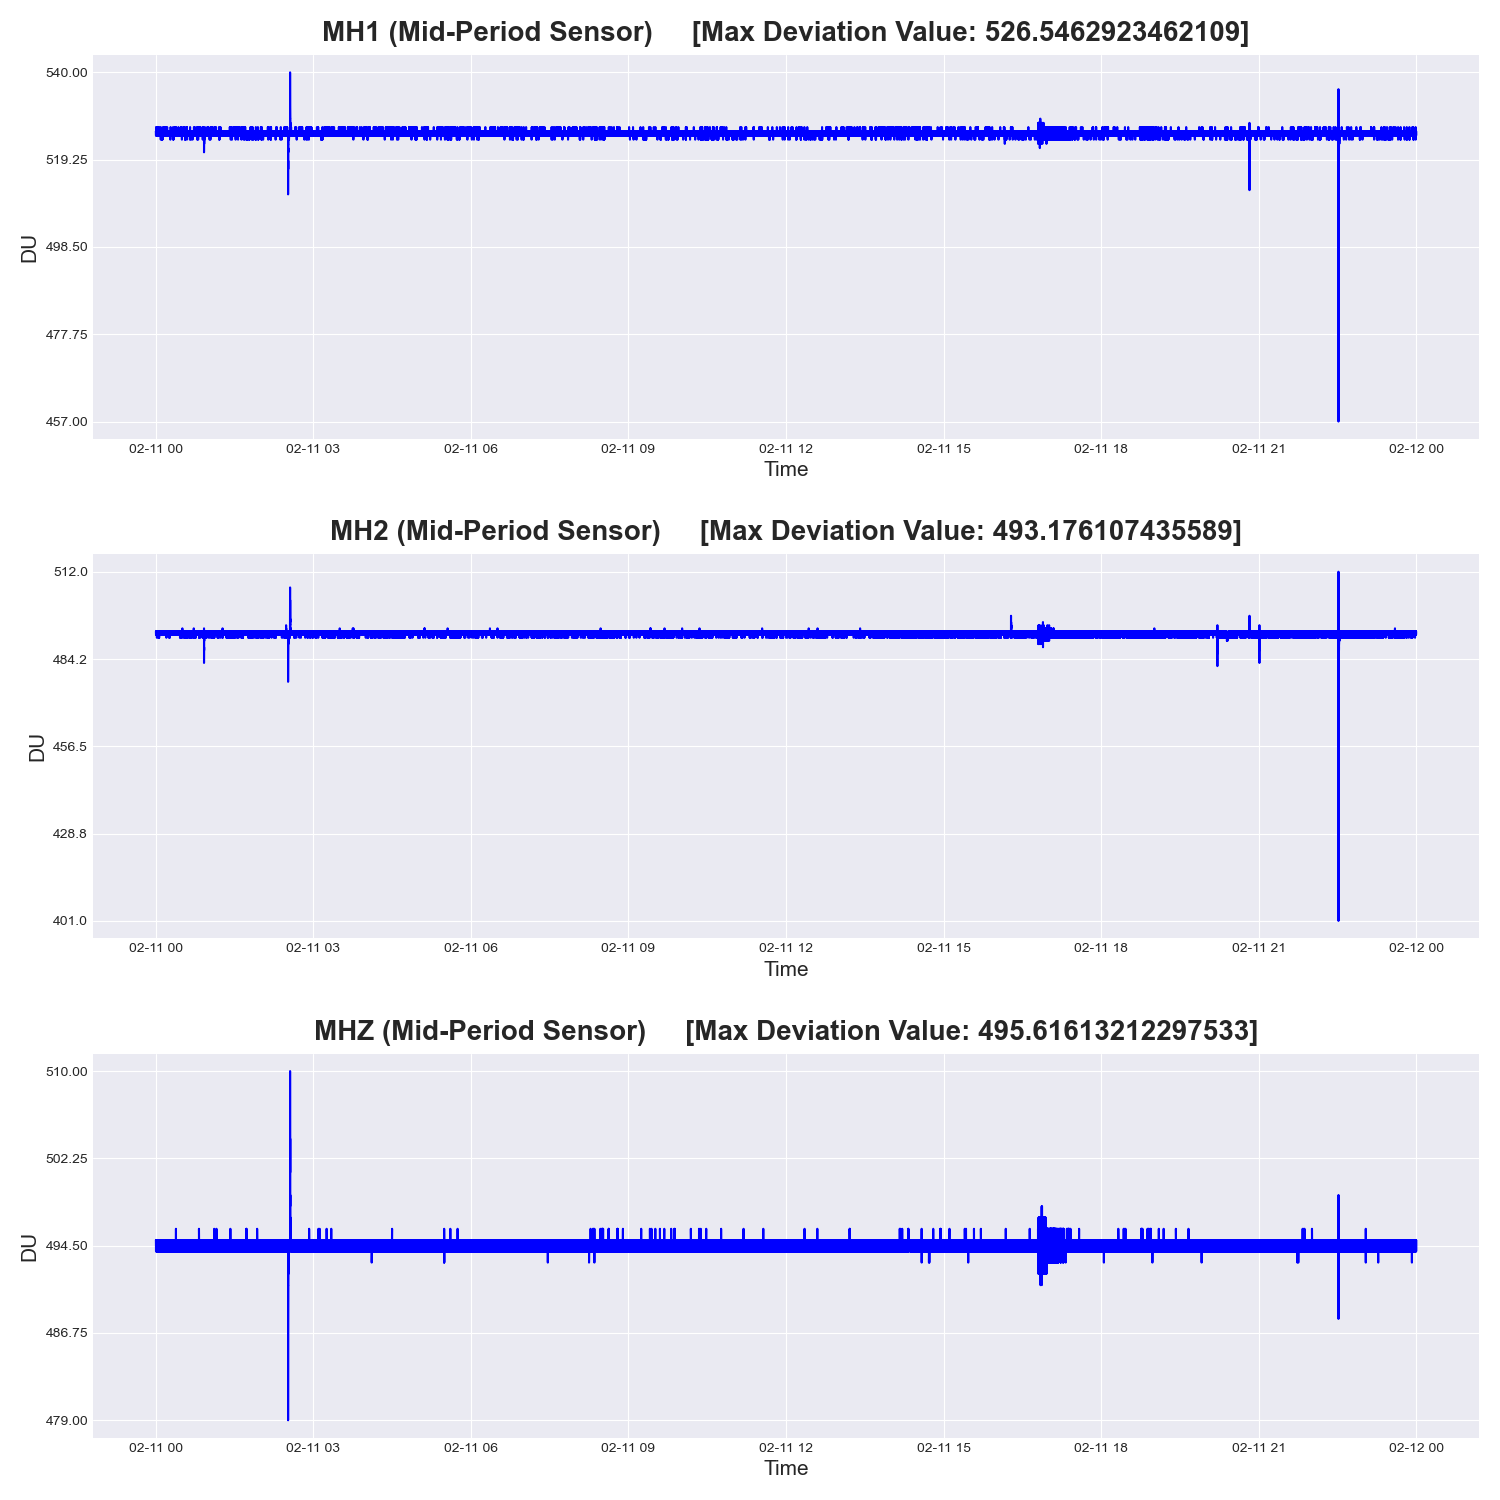 MH1 (Mid-Period Sensor) [Max Deviation Value: 526.5462923462109]
540.00
519.25
498.50
477.75
457.00
DU
02-11 00 02-11 03 02-11 06 02-11 09 02-11 12 02-11 15 02-11 18 02-11 21 02-12 00
Time
MH2 (Mid-Period Sensor) [Max Deviation Value: 493.176107435589]
512.0
484.2
456.5
428.8
401.0
DU
02-11 00 02-11 03 02-11 06 02-11 09 02-11 12 02-11 15 02-11 18 02-11 21 02-12 00
Time
MHZ (Mid-Period Sensor) [Max Deviation Value: 495.61613212297533]
510.00
502.25
494.50
486.75
479.00
DU
02-11 00 02-11 03 02-11 06 02-11 09 02-11 12 02-11 15 02-11 18 02-11 21 02-12 00
Time